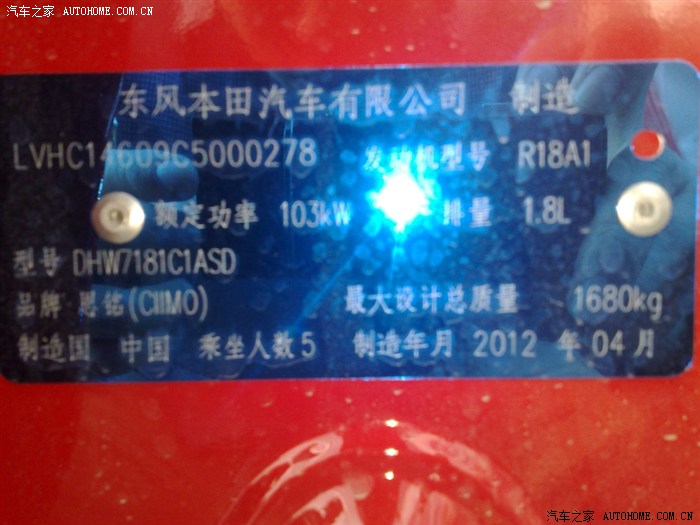 汽车之家 AUTOHOME.COM.CN
东风本田汽车有限公司 制造
LVHC14609C5000278 发动机型号 R18A1
额定功率 103kW 排量 1.8L
型号 DHW7181C1ASD
品牌 思铭(CIIMO) 最大设计总质量 1680kg
制造国 中国 乘坐人数 5 制造年月 2012 年 04 月
汽车之家 AUTOHOME.COM.CN